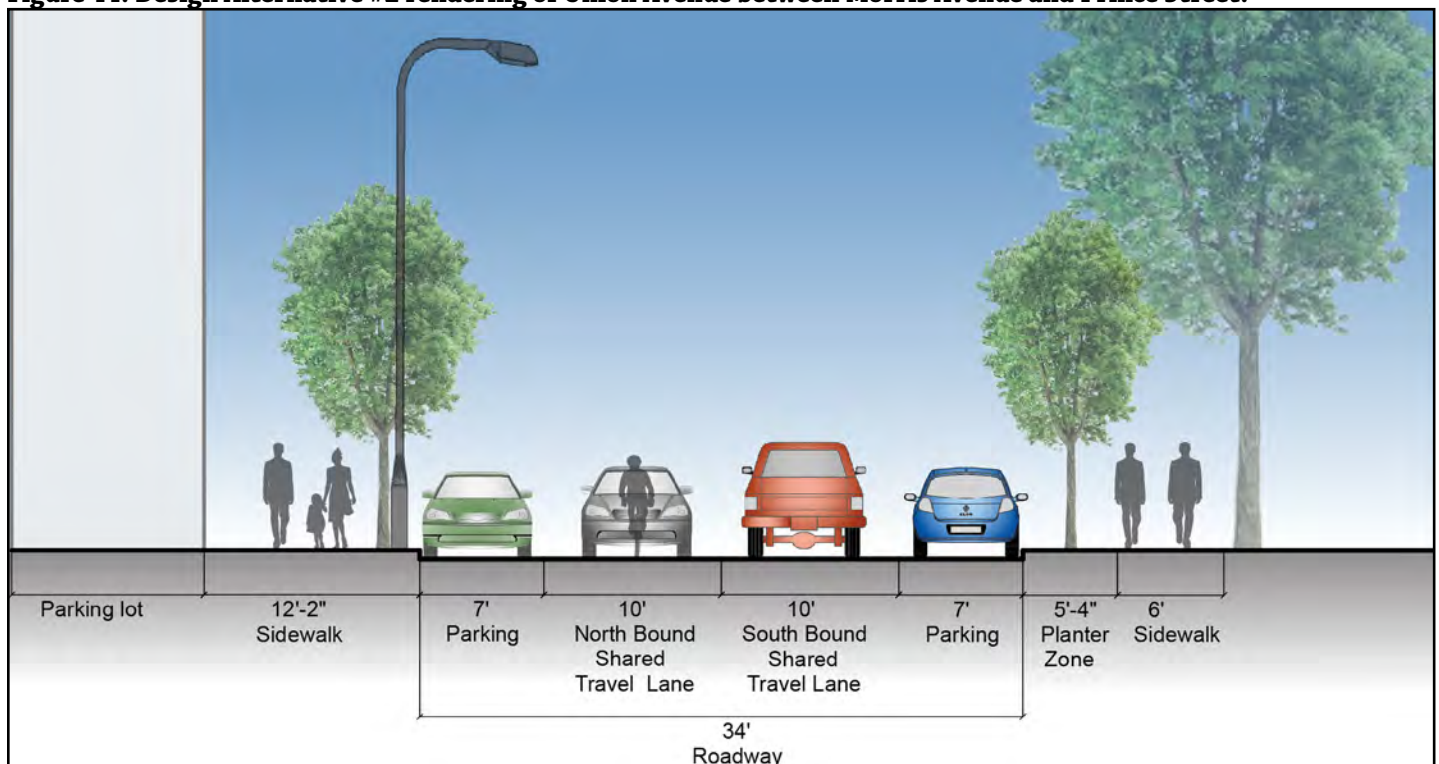 Parking lot
12'-2"
Sidewalk
7'
Parking
10'
North Bound
Shared
Travel Lane
10'
South Bound
Shared
Travel Lane
7'
Parking
5'-4"
Planter
Zone
6'
Sidewalk
34'
Roadway